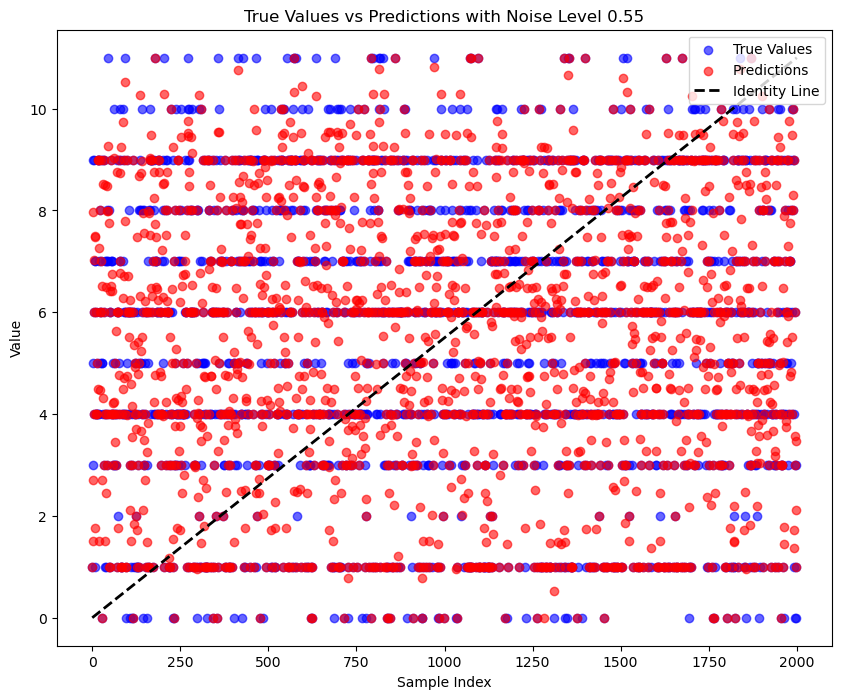 True Values vs Predictions with Noise Level 0.55
True Values
Predictions
Identity Line
Value
10
8
6
4
2
0
0 250 500 750 1000 1250 1500 1750 2000
Sample Index